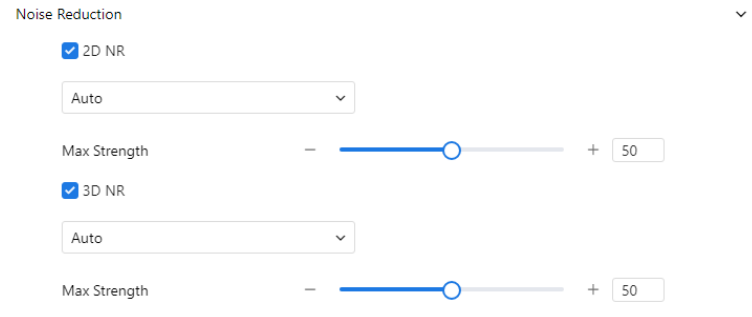 Noise Reduction
2D NR
Auto
Max Strength − + 50
3D NR
Auto
Max Strength − + 50